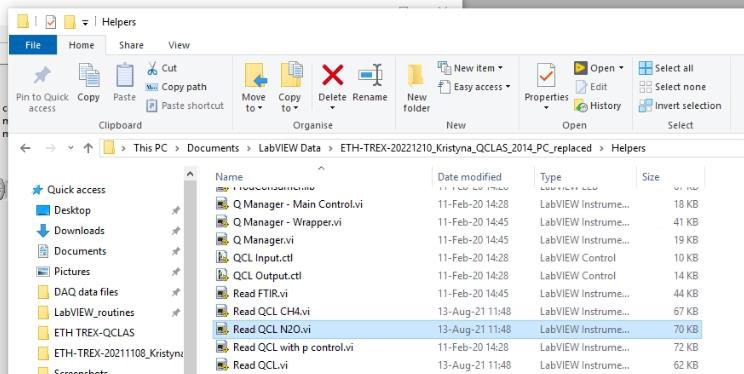 Helpers
File Home Share View
Pin to Quick access
Copy
Paste
Cut
Copy path
Paste shortcut
Clipboard
Move to
Copy to
Delete
Rename
Organise
New folder
New item
Easy access
New
Properties
Open
Edit
History
Open
Select all
Select none
Invert selection
Select
This PC > Documents > LabVIEW Data > ETH-TREX-20221210_Kristyna_QCLAS_2014_PC_replaced > Helpers
Quick access
Desktop
Downloads
Documents
Pictures
DAQ data files
LabVIEW_routines
ETH TREX-QCLAS
ETH-TREX-20211108_Kristyna
Screenshots
Name Date modified Type Size
ProdConsumer.lib 11-Feb-20 14:28 67 KB
Q Manager - Main Control.vi 11-Feb-20 14:28 LabVIEW Instrume... 18 KB
Q Manager - Wrapper.vi 11-Feb-20 14:45 LabVIEW Instrume... 41 KB
Q Manager.vi 11-Feb-20 14:45 LabVIEW Instrume... 19 KB
QCL Input.ctl 11-Feb-20 14:28 LabVIEW Control 10 KB
QCL Output.ctl 11-Feb-20 14:28 LabVIEW Control 14 KB
Read FTIR.vi 11-Feb-20 14:45 LabVIEW Instrume... 44 KB
Read QCL CH4.vi 13-Aug-21 11:48 LabVIEW Instrume... 67 KB
Read QCL N2O.vi 13-Aug-21 11:48 LabVIEW Instrume... 70 KB
Read QCL with p control.vi 11-Feb-20 14:28 LabVIEW Instrume... 72 KB
Read QCL.vi 13-Aug-21 11:48 LabVIEW Instrume... 62 KB